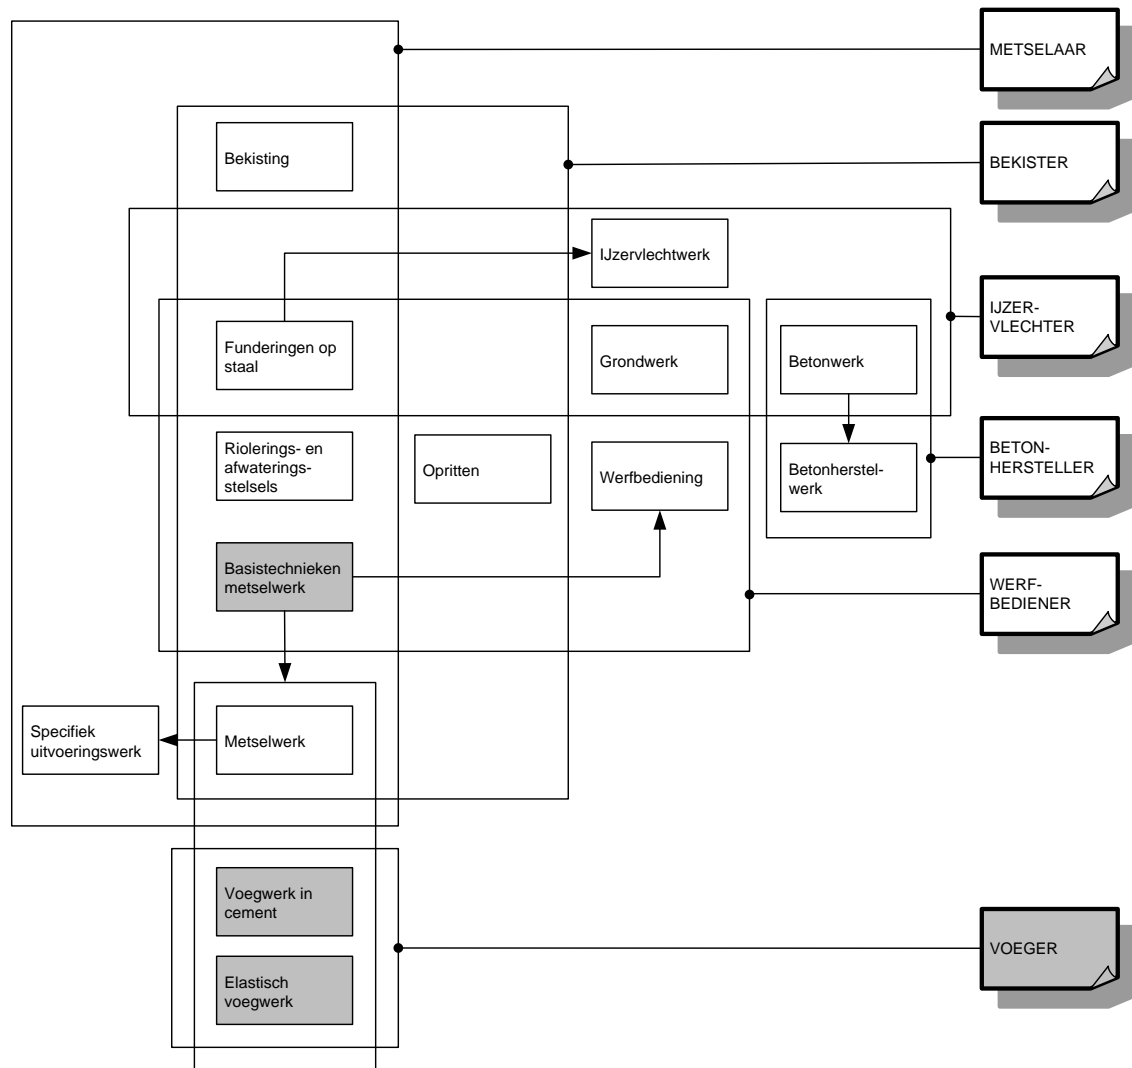 METSELAAR
Bekisting
BEKISTER
IJzervlechtwerk
IJZER-
VLECHTER
Funderingen op
staal
Grondwerk
Betonwerk
Riolerings- en
afwaterings-
stelsels
Opritten
Werfbediening
Betonherstel-
werk
BETON-
HERSTELLER
Basistechnieken
metselwerk
WERF-
BEDIENER
Specifiek
uitvoeringswerk
Metselwerk
Voegwerk in
cement
VOEGER
Elastisch
voegwerk